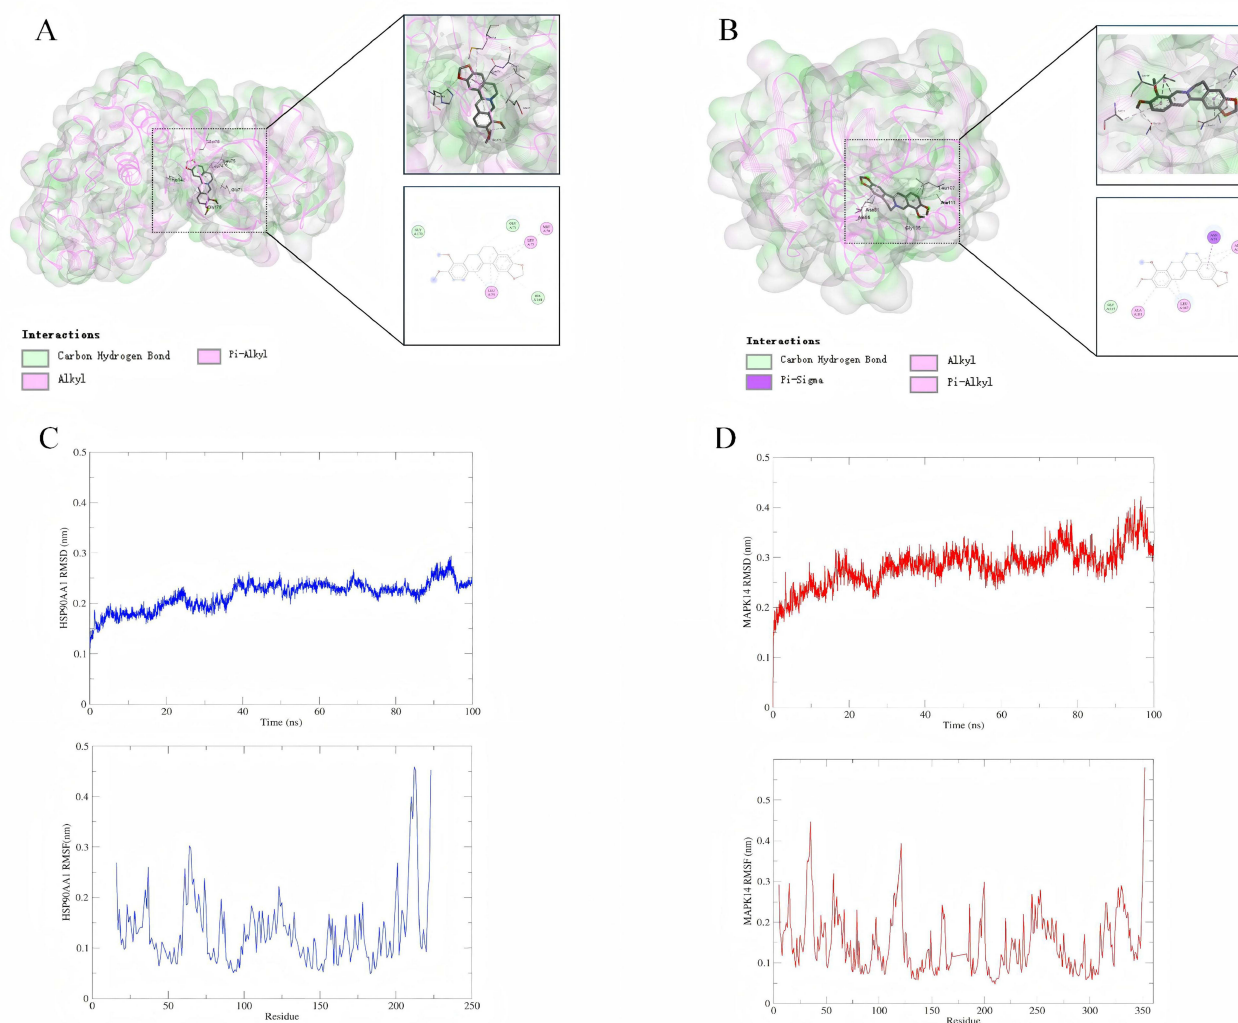 A
B
Interactions
Carbon Hydrogen Bond
Pi-Alkyl
Alkyl
Interactions
Carbon Hydrogen Bond
Alkyl
Pi-Sigma
Pi-Alkyl
C
D
HSP90AA1 RMSD (nm)
0.5
0.4
0.3
0.2
0.1
0
0 20 40 60 80 100
Time (ns)
MAPK14 RMSD (nm)
0.5
0.4
0.3
0.2
0.1
0
0 20 40 60 80 100
Time (ns)
HSP90AA1 RMSF(nm)
0.5
0.4
0.3
0.2
0.1
0
0 50 100 150 200 250
Residue
MAPK14 RMSF (nm)
0.5
0.4
0.3
0.2
0.1
0
0 50 100 150 200 250 300 350
Residue